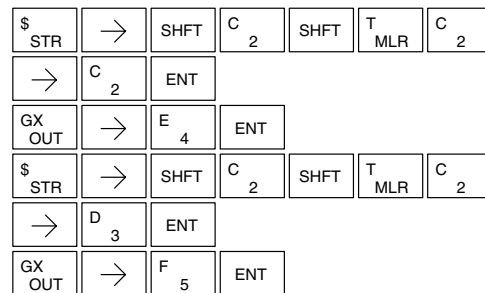 $ STR → SHFT C 2 SHFT T MLR C 2
→ C 2 ENT
GX OUT → E 4 ENT
$ STR → SHFT C 2 SHFT T MLR C 2
→ D 3 ENT
GX OUT → F 5 ENT